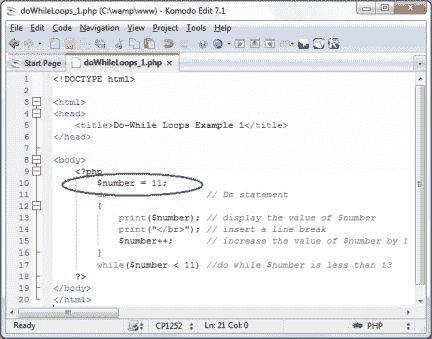 doWhileLoops_1.php (C:\wamp\www) - Komodo Edit 7.1
File Edit Code Navigation View Project Tools Help
Start Page doWhileLoops_1.php
1 <!DOCTYPE html>
2
3 <html>
4 <head>
5 <title>Do-While Loops Example 1</title>
6 </head>
7
8 <body>
9 <?php
10 $number = 11;
11 // Do statement
12 {
13 print($number); // display the value of $number
14 print("</br>"); // insert a line break
15 $number++; // increase the value of $number by 1
16 }
17 while($number < 11) //do while $number is less than 13
18 ?>
19 </body>
20 </html>
Ready CP1252 Ln: 21 Col: 0 PHP